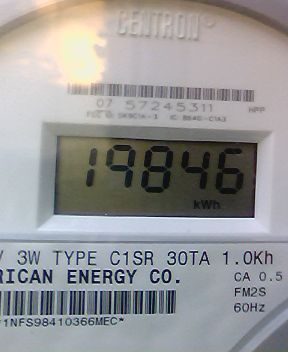 CENTRON
07 57245311 HPP
19846
kWh
V 3W TYPE C1SR 30TA 1.0Kh
RICAN ENERGY CO. CA 0.5
FM2S
60Hz
*1NFS98410366MEC*